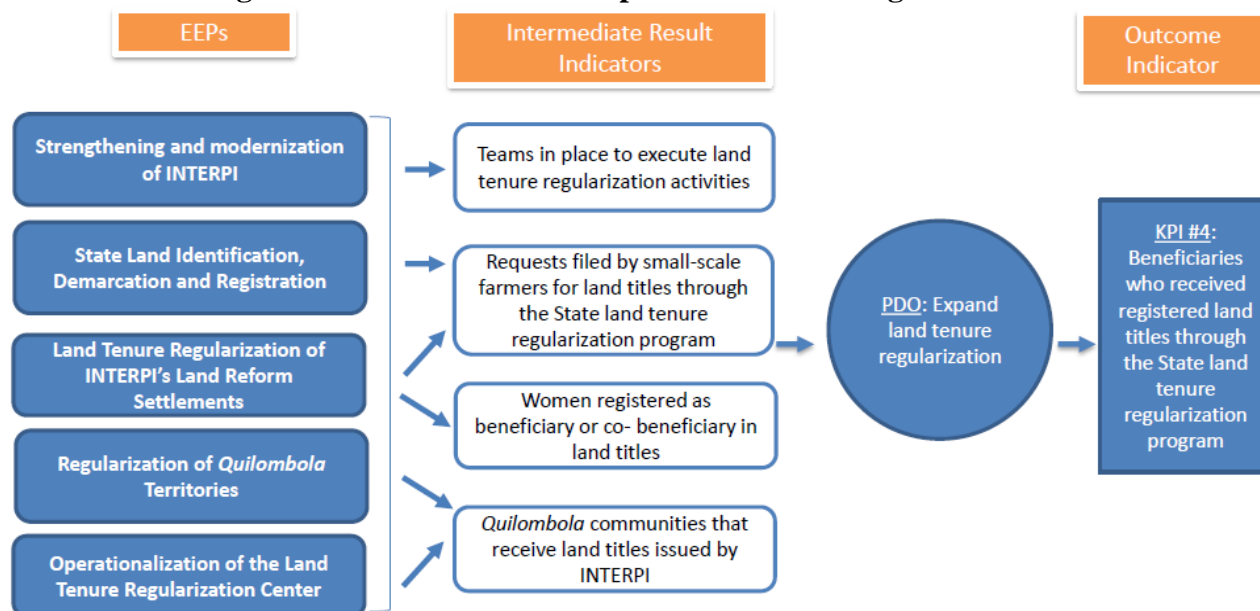 EEPs
Intermediate Result
Indicators
Outcome
Indicator
Strengthening and modernization
of INTERPI
State Land Identification,
Demarcation and Registration
Land Tenure Regularization of
INTERPI's Land Reform
Settlements
Regularization of Quilombola
Territories
Operationalization of the Land
Tenure Regularization Center
Teams in place to execute land
tenure regularization activities
Requests filed by small-scale
farmers for land titles through
the State land tenure
regularization program
Women registered as
beneficiary or co- beneficiary in
land titles
Quilombola communities that
receive land titles issued by
INTERPI
PDO: Expand
land tenure
regularization
KPI #4:
Beneficiaries
who received
registered land
titles through
the State land
tenure
regularization
program